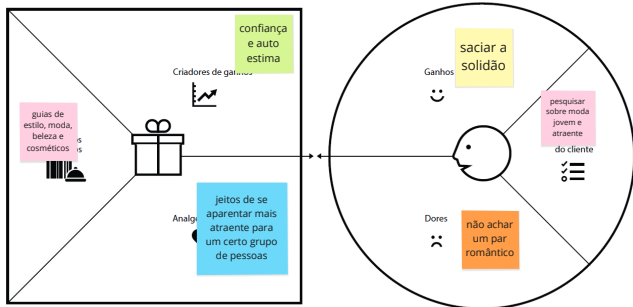 confiança
e auto
estima
Criadores de ganhos
guias de
estilo, moda,
beleza e
cosméticos
jeitos de se
aparentar mais
atraente para
um certo grupo
de pessoas
saciar a
solidão
Ganhos
pesquisar
sobre moda
jovem e
atraente
do cliente
Dores
não achar
um par
romântico